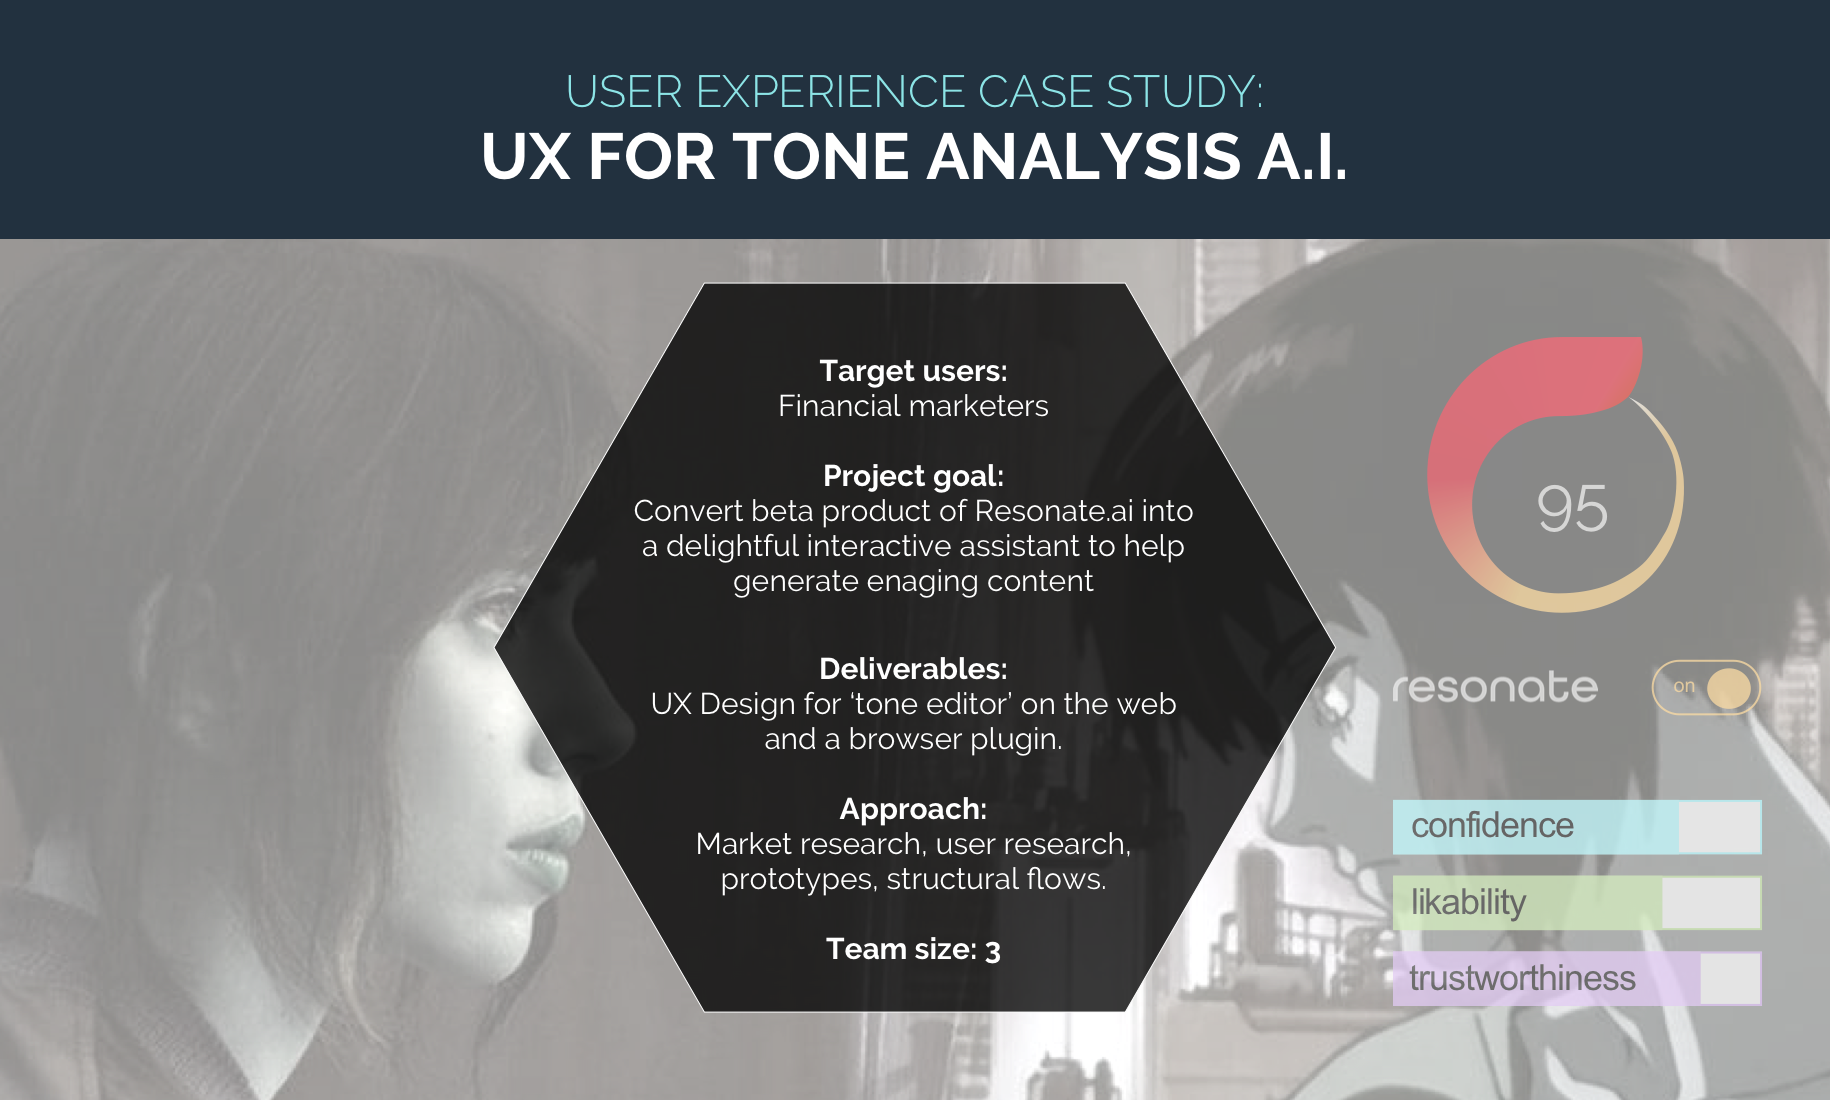 USER EXPERIENCE CASE STUDY:
UX FOR TONE ANALYSIS A.I.
Target users:
Financial marketers
Project goal:
Convert beta product of Resonate.ai into
a delightful interactive assistant to help
generate enaging content
Deliverables:
UX Design for ‘tone editor’ on the web
and a browser plugin.
Approach:
Market research, user research,
prototypes, structural flows.
Team size: 3
95
resonate
on
confidence
likability
trustworthiness